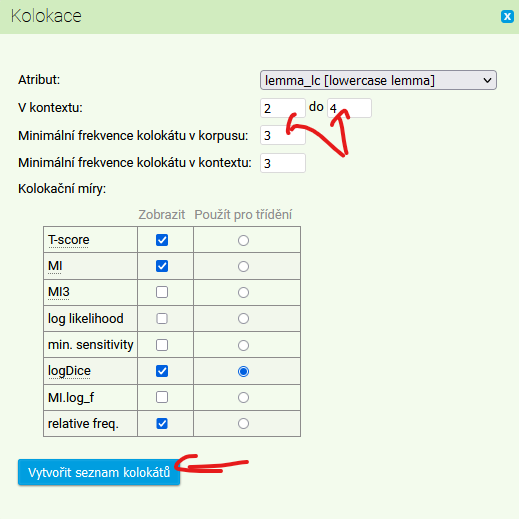 Kolokace x
Atribut: lemma_lc [lowercase lemma]
V kontextu: 2 do 4
Minimální frekvence kolokátu v korpusu: 3
Minimální frekvence kolokátu v kontextu: 3
Kolokační míry:
Zobrazit Použít pro třídění
T-score
MI
MI3
log likelihood
min. sensitivity
logDice
MI.log_f
relative freq.
Vytvořit seznam kolokátů